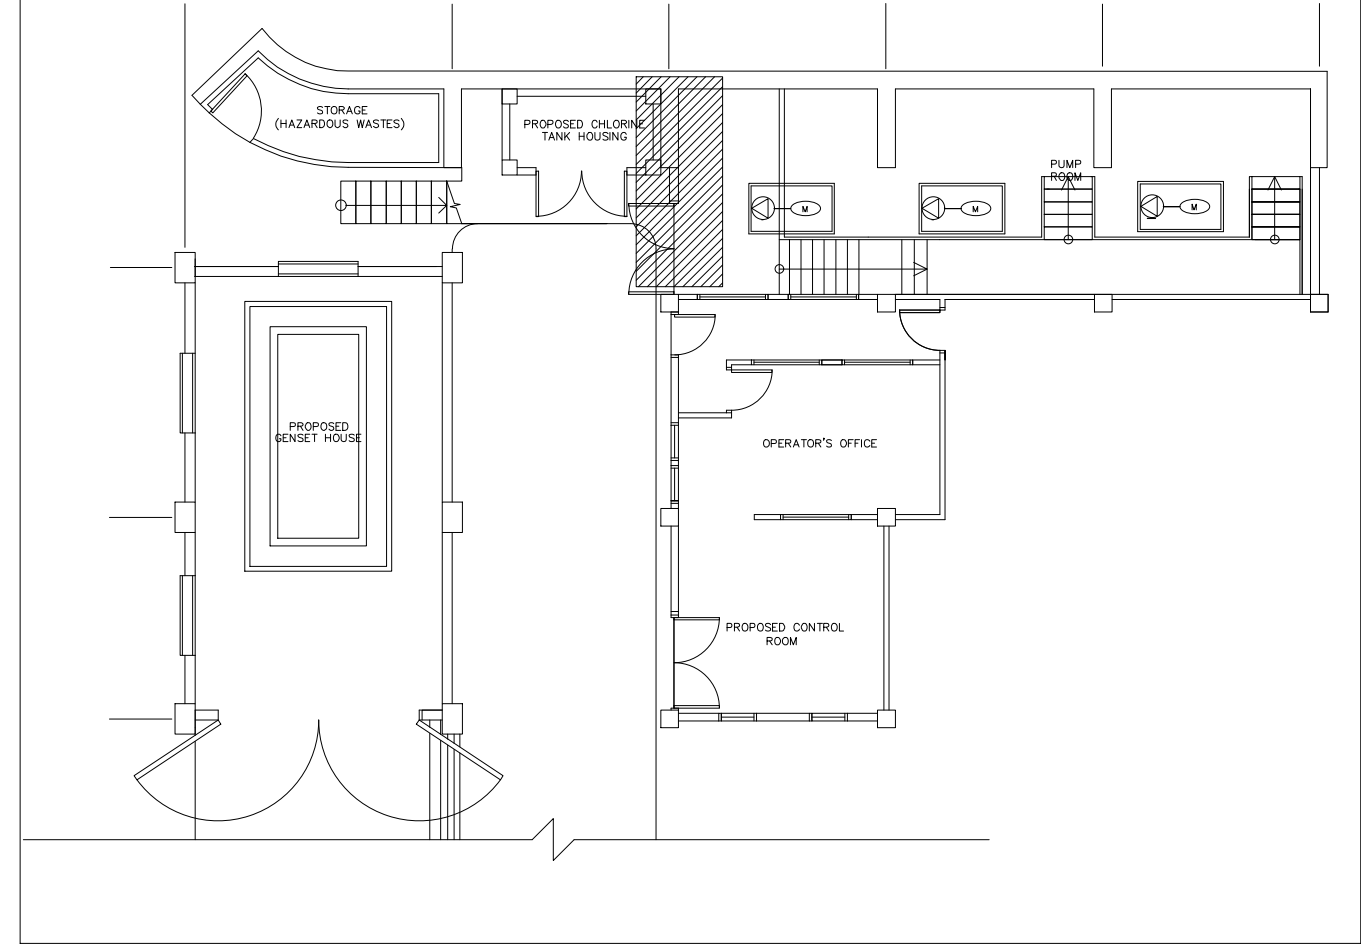 STORAGE
(HAZARDOUS WASTES)
PROPOSED CHLORINE
TANK HOUSING
PUMP
ROOM
M
M
M
PROPOSED
GENSET HOUSE
OPERATOR'S OFFICE
PROPOSED CONTROL
ROOM